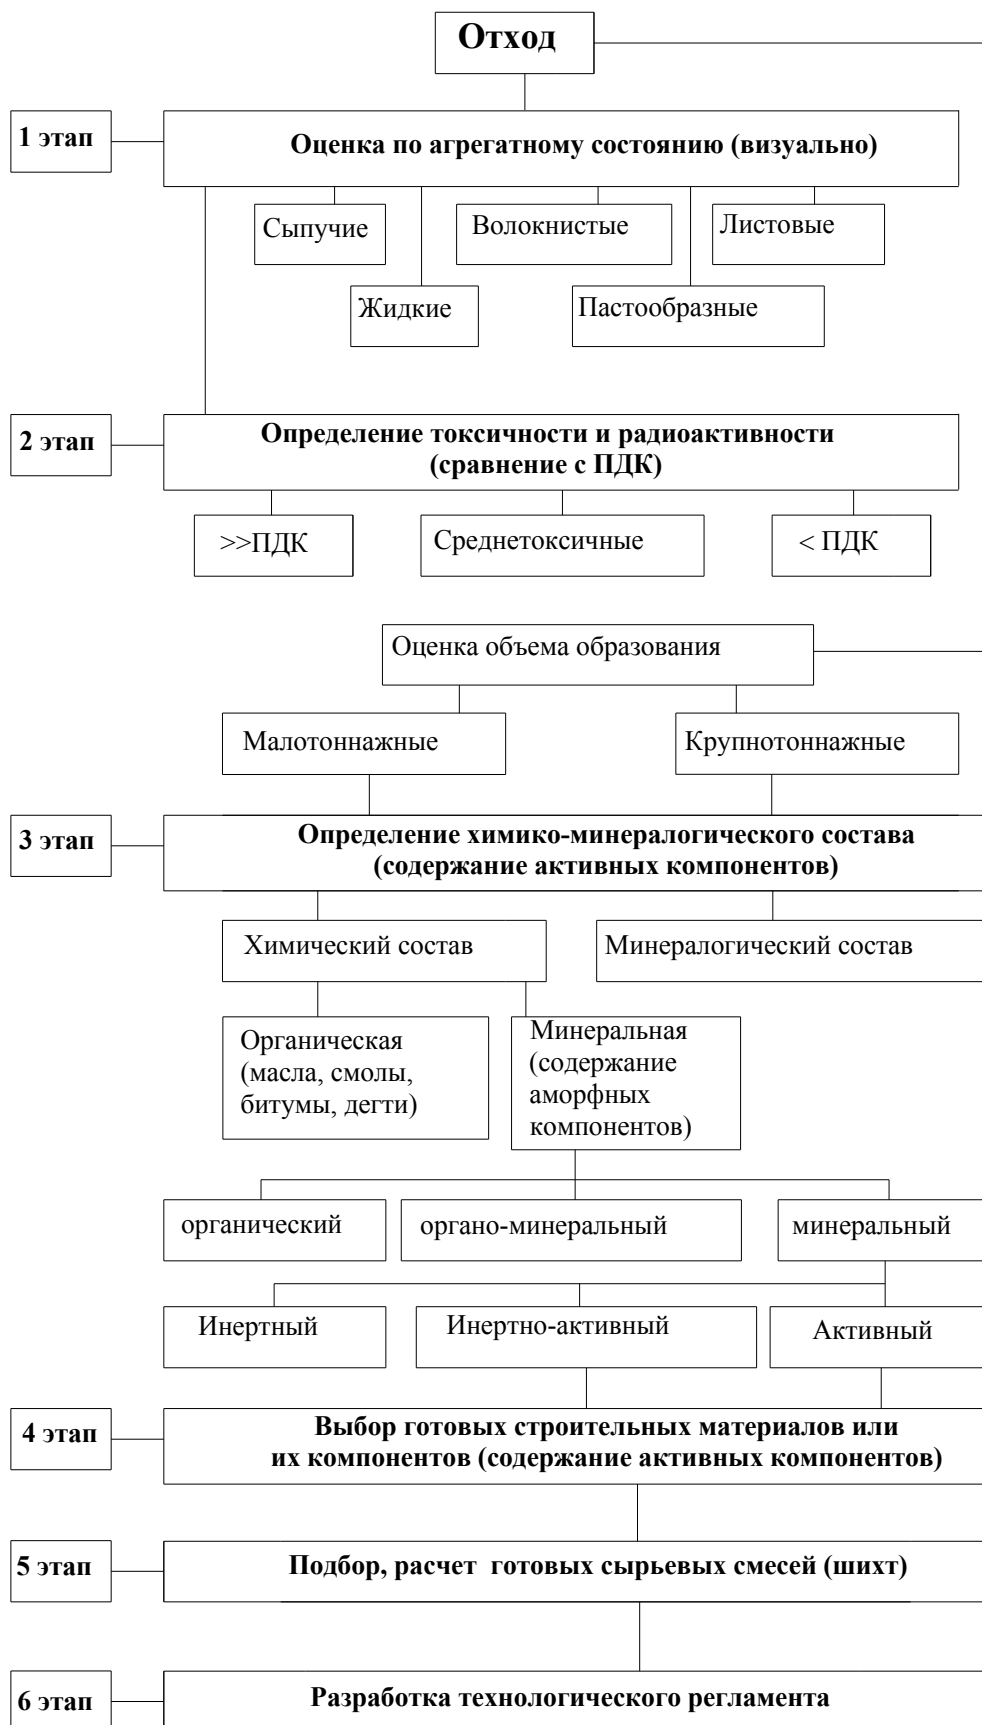 Отход
1 этап
Оценка по агрегатному состоянию (визуально)
Сыпучие
Волокнистые
Листовые
Жидкие
Пастообразные
2 этап
Определение токсичности и радиоактивности
(сравнение с ПДК)
>>ПДК
Среднетоксичные
< ПДК
Оценка объема образования
Малотоннажные
Крупнотоннажные
3 этап
Определение химико-минералогического состава
(содержание активных компонентов)
Химический состав
Минералогический состав
Органическая
(масла, смолы,
битумы, дегти)
Минеральная
(содержание
аморфных
компонентов)
органический
органо-минеральный
минеральный
Инертный
Инертно-активный
Активный
4 этап
Выбор готовых строительных материалов или
их компонентов (содержание активных компонентов)
5 этап
Подбор, расчет готовых сырьевых смесей (шихт)
6 этап
Разработка технологического регламента